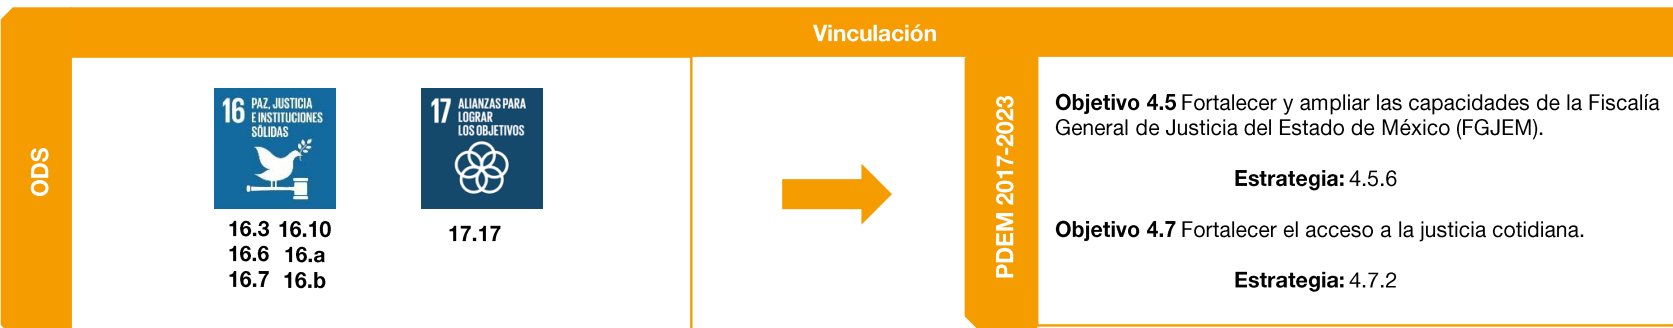 Vinculación
ODS
16 PAZ, JUSTICIA
E INSTITUCIONES
SÓLIDAS
16.3 16.10
16.6 16.a
16.7 16.b
17 ALIANZAS PARA
LOGRAR
LOS OBJETIVOS
17.17
PDEM 2017-2023
Objetivo 4.5 Fortalecer y ampliar las capacidades de la Fiscalía
General de Justicia del Estado de México (FGJEM).
Estrategia: 4.5.6
Objetivo 4.7 Fortalecer el acceso a la justicia cotidiana.
Estrategia: 4.7.2